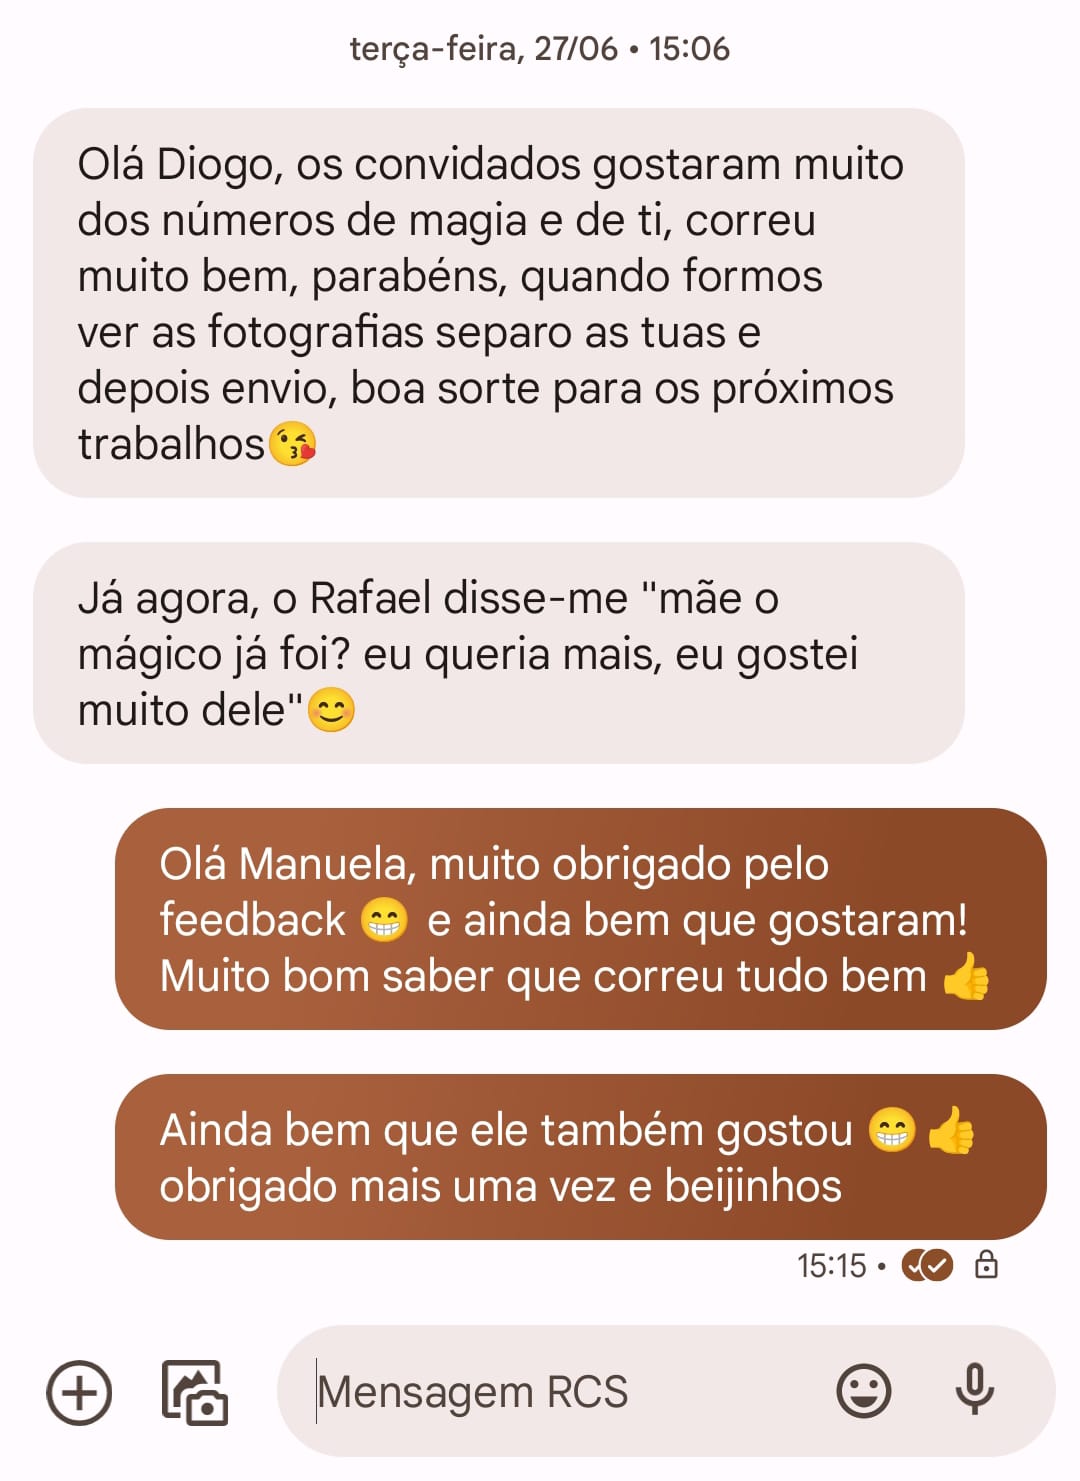 terça-feira, 27/06 • 15:06
Olá Diogo, os convidados gostaram muito
dos números de magia e de ti, correu
muito bem, parabéns, quando formos
ver as fotografias separo as tuas e
depois envio, boa sorte para os próximos
trabalhos😘
Já agora, o Rafael disse-me "mãe o
mágico já foi? eu queria mais, eu gostei
muito dele"😊
Olá Manuela, muito obrigado pelo
feedback 😁 e ainda bem que gostaram!
Muito bom saber que correu tudo bem 👍
Ainda bem que ele também gostou 😁👍
obrigado mais uma vez e beijinhos
15:15 •
Mensagem RCS